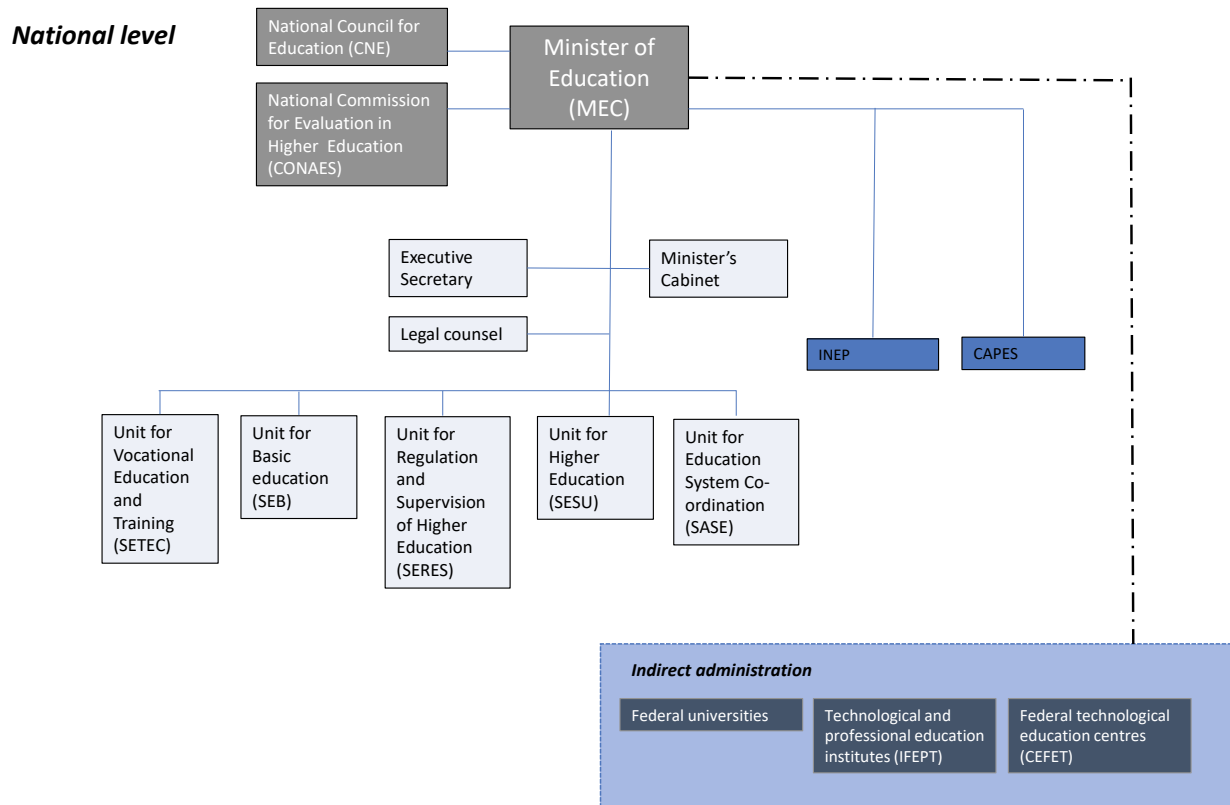 National level
National Council for
Education (CNE)
Minister of
Education
(MEC)
National Commission
for Evaluation in
Higher  Education
(CONAES)
Executive
Secretary
Minister’s
Cabinet
Legal counsel
INEP
CAPES
Unit for
Vocational
Education
and
Training
(SETEC)
Unit for
Basic
education
(SEB)
Unit for
Regulation
and
Supervision
of Higher
Education
(SERES)
Unit for
Higher
Education
(SESU)
Unit for
Education
System Co-
ordination
(SASE)
Indirect administration
Federal universities
Technological and
professional education
institutes (IFEPT)
Federal technological
education centres
(CEFET)